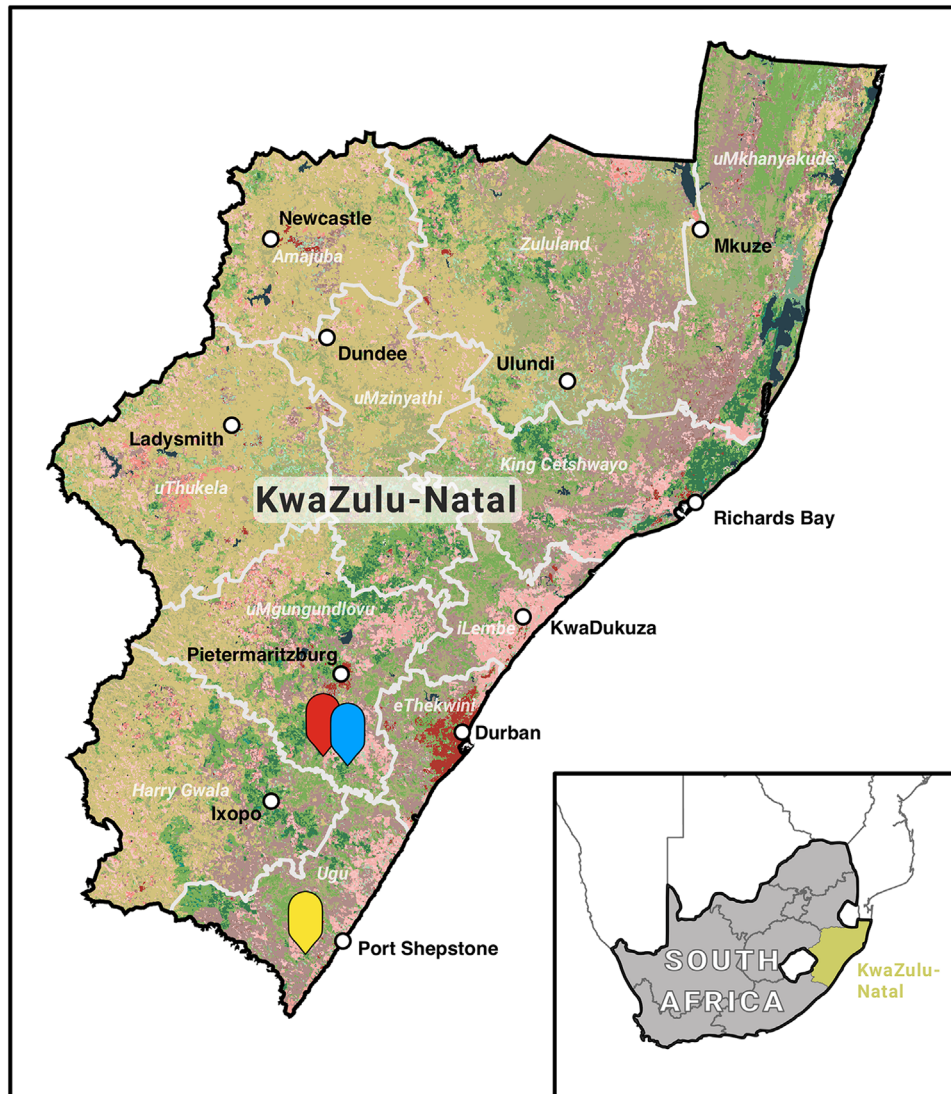 uMkhanyakude
Newcastle
Zululand
Mkuze
Amajuba
Dundee
Ulundi
uMzinyathi
Ladysmith
King Cetshwayo
uThukela
KwaZulu-Natal
Richards Bay
uMgungundlovu
iLembe
KwaDukuza
Pietermaritzburg
eThekwini
Durban
Harry Gwala
Ixopo
Ugu
Port Shepstone
SOUTH
AFRICA
KwaZulu-
Natal